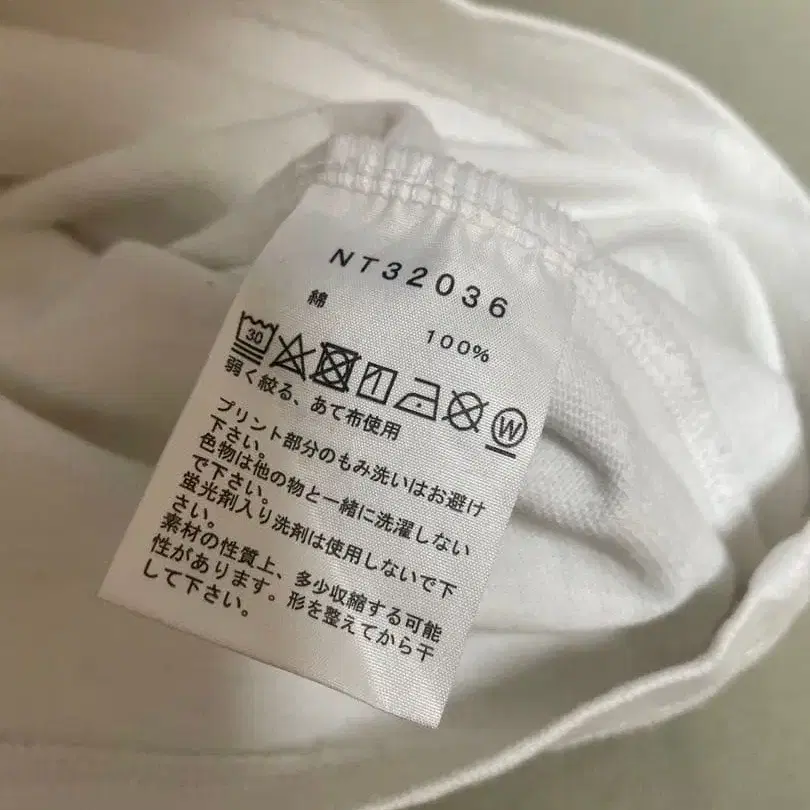 NT32036
綿
100%
30
W
弱く絞る、あて布使用
プリント部分のもみ洗いはお避け
下さい。
色物は他の物と一緒に洗濯しない
で下さい。
蛍光剤入り洗剤は使用しないで下
さい。
素材の性質上、多少収縮する可能
性があります。形を整えてから干
して下さい。